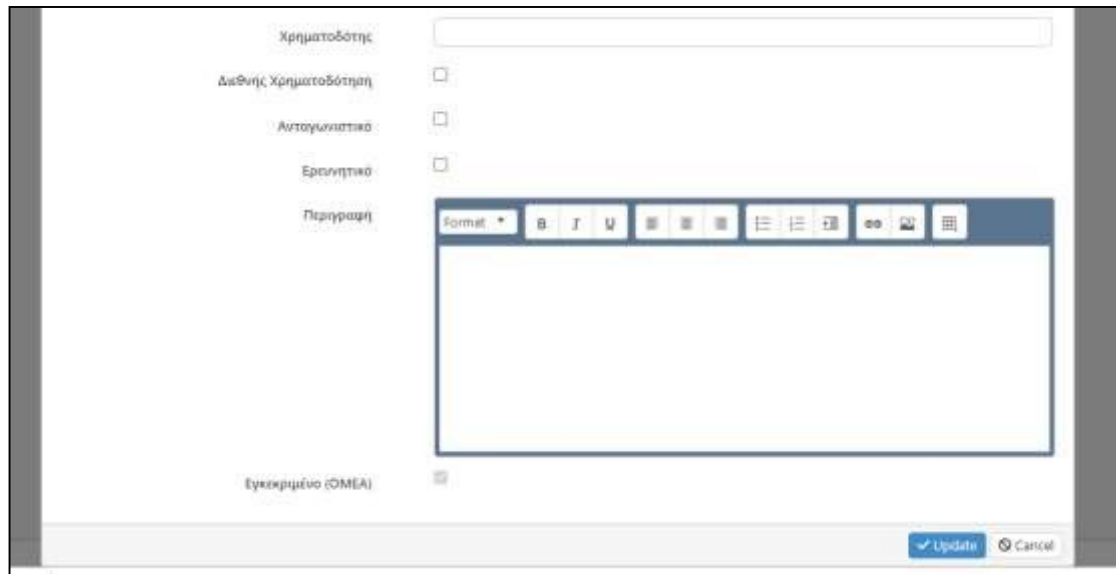 Χρηματοδότης
Διεθνής Χρηματοδότηση
Ανταγωνιστικό
Ερευνητικό
Περιγραφή
Format B I U
Εγκεκριμένο (ΟΜΕΑ)
Update Cancel